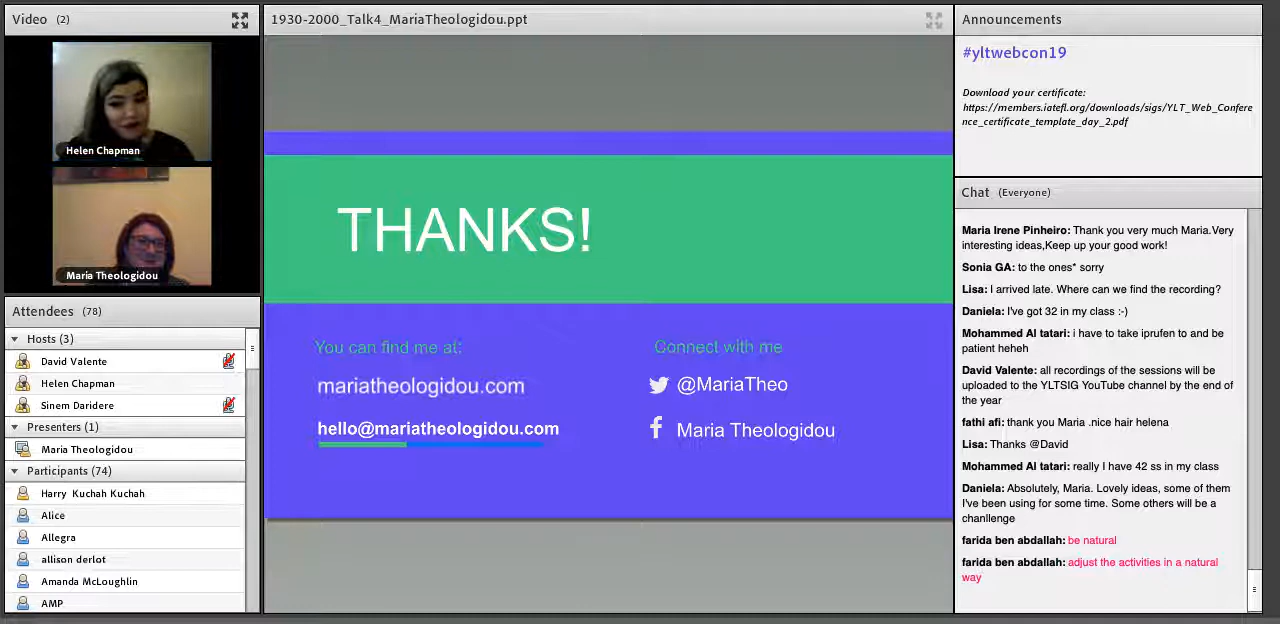 Video (2)
Helen Chapman
Maria Theologidou
Attendees (78)
Hosts (3)
David Valente
Helen Chapman
Sinem Daridere
Presenters (1)
Maria Theologidou
Participants (74)
Harry Kuchah Kuchah
Alice
Allegra
allison derlot
Amanda McLoughlin
AMP
1930-2000_Talk4_MariaTheologidou.ppt
THANKS!
You can find me at:
mariatheologidou.com
hello@mariatheologidou.com
Connect with me
@MariaTheo
Maria Theologidou
Announcements
#yltwebcon19
Download your certificate:
https://members.iatefl.org/downloads/sigs/YLT_Web_Confere
nce_certificate_template_day_2.pdf
Chat (Everyone)
Maria Irene Pinheiro: Thank you very much Maria.Very
interesting ideas,Keep up your good work!
Sonia GA: to the ones* sorry
Lisa: I arrived late. Where can we find the recording?
Daniela: I've got 32 in my class :-)
Mohammed Al tatari: i have to take iprufen to and be
patient heheh
David Valente: all recordings of the sessions will be
uploaded to the YLTSIG YouTube channel by the end of
the year
fathi afi: thank you Maria .nice hair helena
Lisa: Thanks @David
Mohammed Al tatari: really I have 42 ss in my class
Daniela: Absolutely, Maria. Lovely ideas, some of them
I've been using for some time. Some others will be a
chanllenge
farida ben abdallah: be natural
farida ben abdallah: adjust the activities in a natural
way